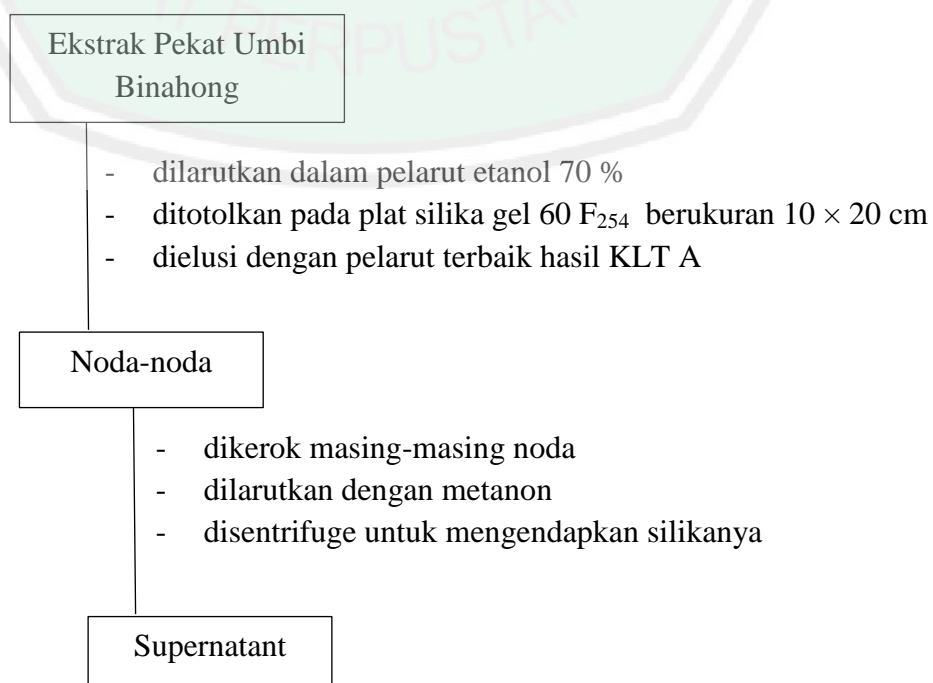 PERPUSTA
Ekstrak Pekat Umbi
Binahong
- dilarutkan dalam pelarut etanol 70 %
- ditotolkan pada plat silika gel 60 F₂₅₄ berukuran 10 × 20 cm
- dielusi dengan pelarut terbaik hasil KLT A
Noda-noda
- dikerok masing-masing noda
- dilarutkan dengan metanon
- disentrifuge untuk mengendapkan silikanya
Supernatant